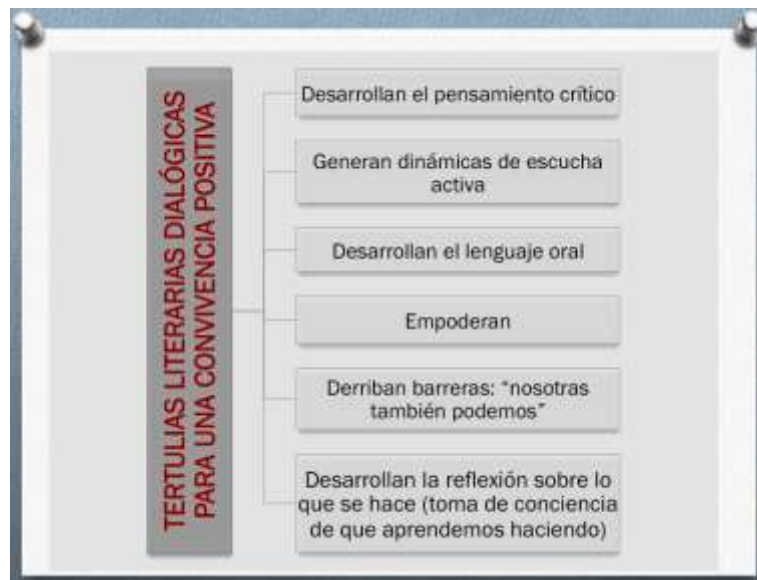 TERTULIAS LITERARIAS DIALÓGICAS
PARA UNA CONVIVENCIA POSITIVA
Desarrollan el pensamiento crítico
Generan dinámicas de escucha
activa
Desarrollan el lenguaje oral
Empoderan
Derriban barreras: “nosotras
también podemos”
Desarrollan la reflexión sobre lo
que se hace (toma de conciencia
de que aprendemos haciendo)